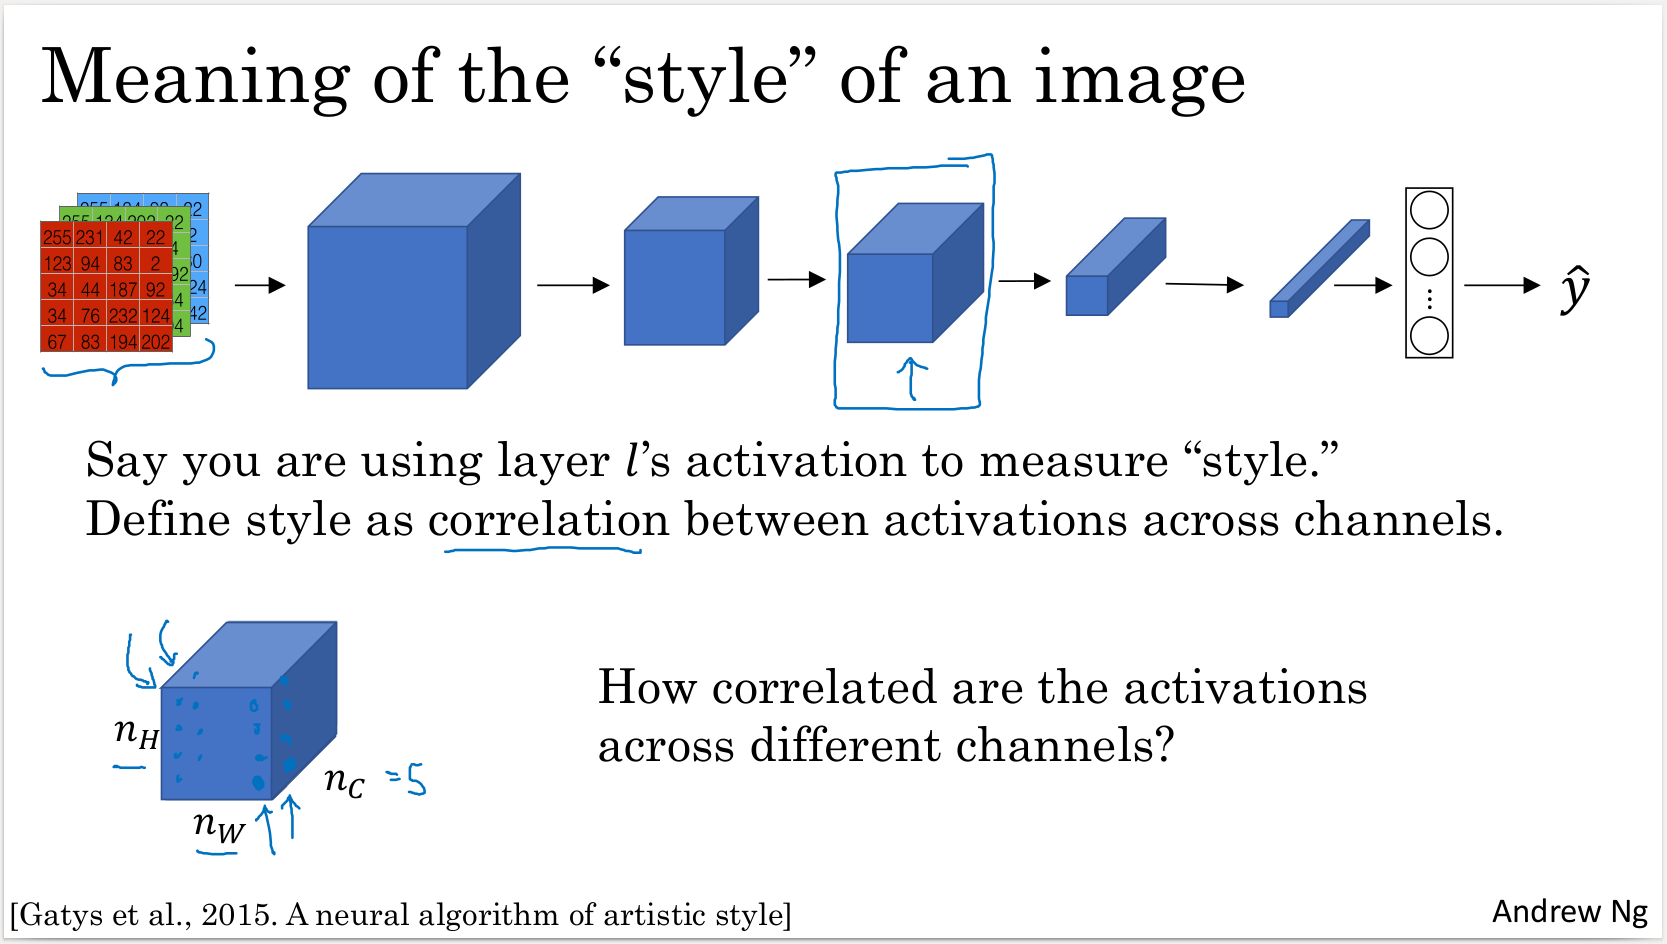 Meaning of the “style” of an image
255 231 42 22
123 94 83 2
34 44 187 92
34 76 232 124
67 83 194 202
ŷ
Say you are using layer l’s activation to measure “style.”
Define style as correlation between activations across channels.
n_H
n_C = 5
n_W
How correlated are the activations
across different channels?
[Gatys et al., 2015. A neural algorithm of artistic style]
Andrew Ng